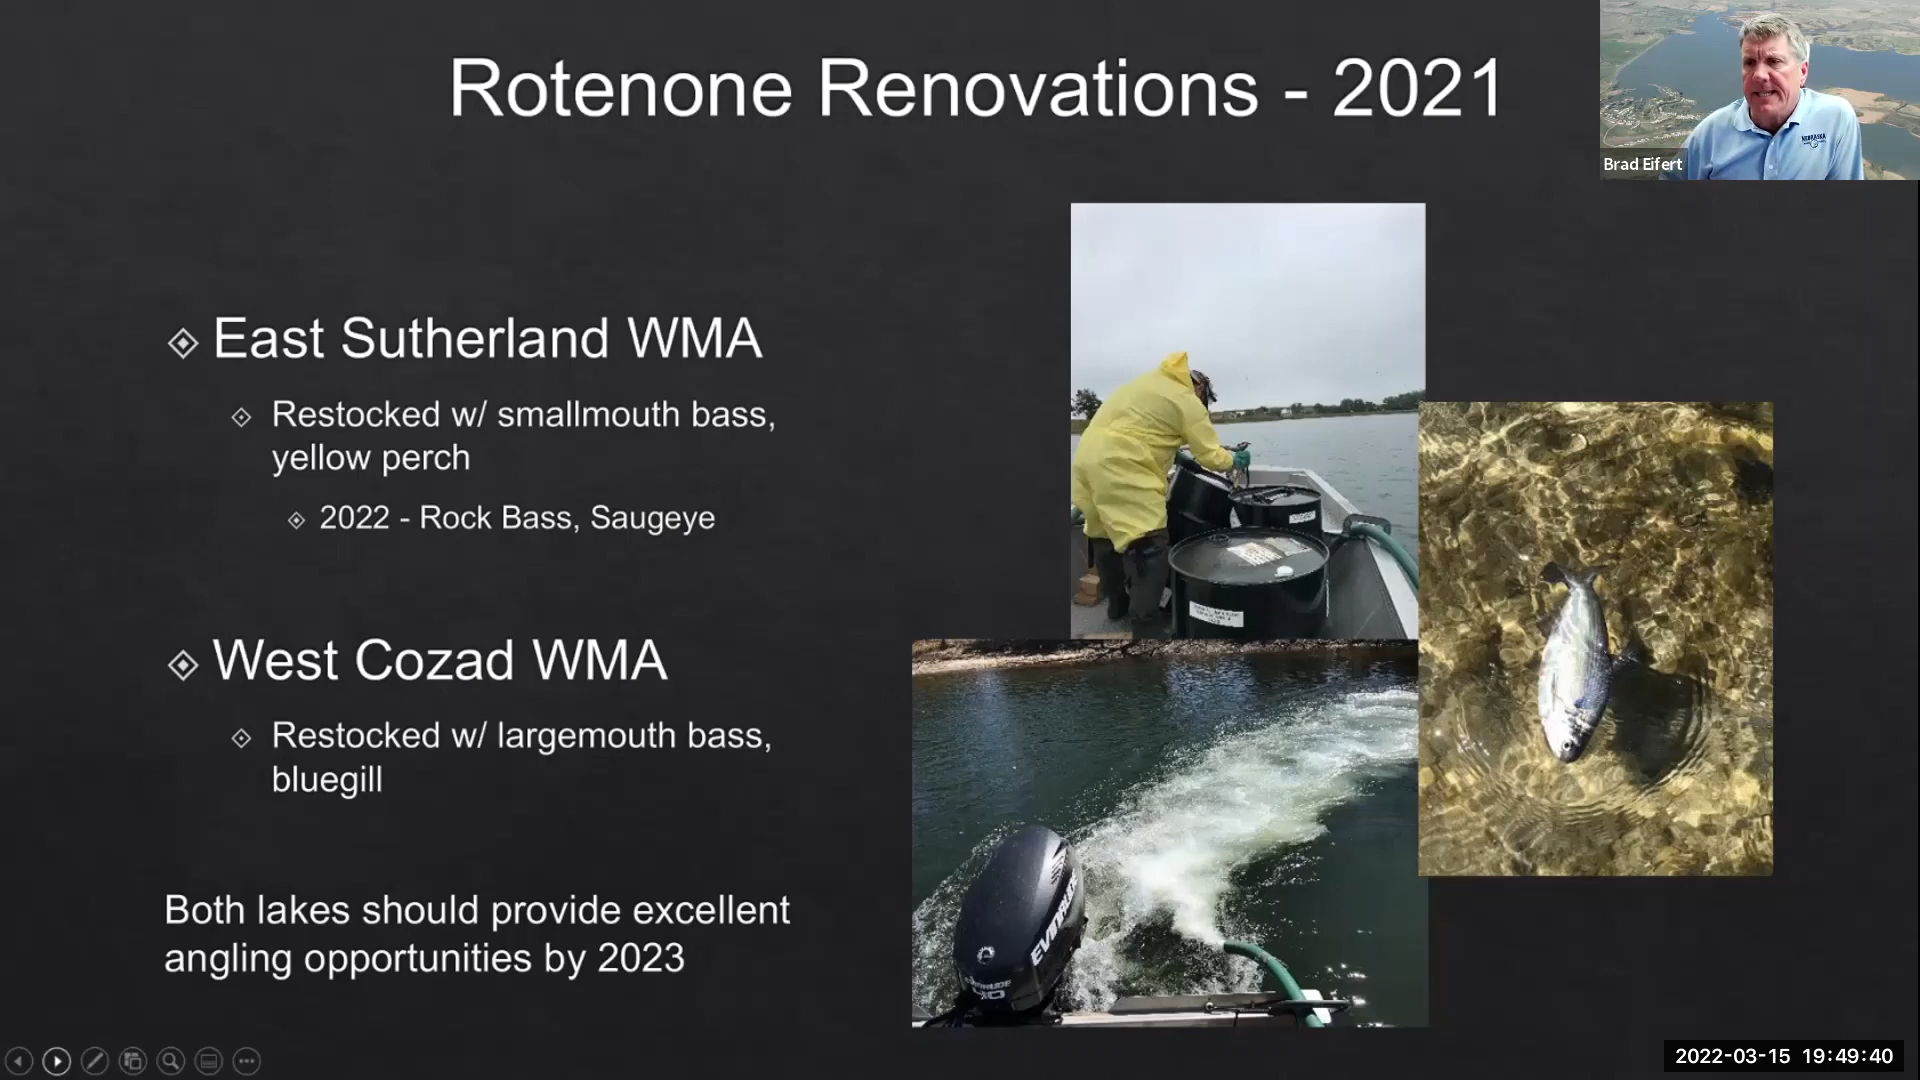 Rotenone Renovations - 2021
Brad Eifert
NEBRASKA
East Sutherland WMA
Restocked w/ smallmouth bass,
yellow perch
2022 - Rock Bass, Saugeye
West Cozad WMA
Restocked w/ largemouth bass,
bluegill
Both lakes should provide excellent
angling opportunities by 2023
EVINRUDE
2022-03-15 19:49:40